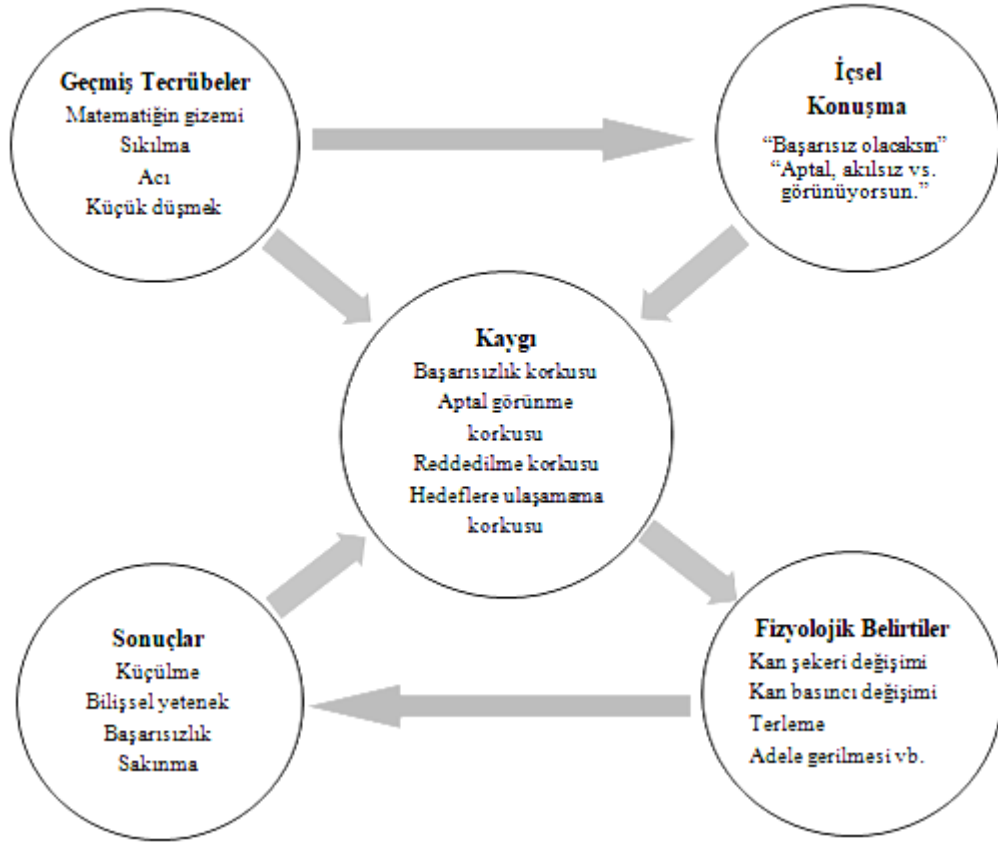 Geçmiş Tecrübeler
Matematiğin gizemi
Sıkılma
Acı
Küçük düşmek
İçsel
Konuşma
“Başarısız olacaksın”
“Aptal, akılsız vs.
görünüyorsun.”
Kaygı
Başarısızlık korkusu
Aptal görünme
korkusu
Reddedilme korkusu
Hedeflere ulaşamama
korkusu
Sonuçlar
Küçülme
Bilişsel yetenek
Başarısızlık
Sakınma
Fizyolojik Belirtiler
Kan şekeri değişimi
Kan basıncı değişimi
Terleme
Adele gerilmesi vb.